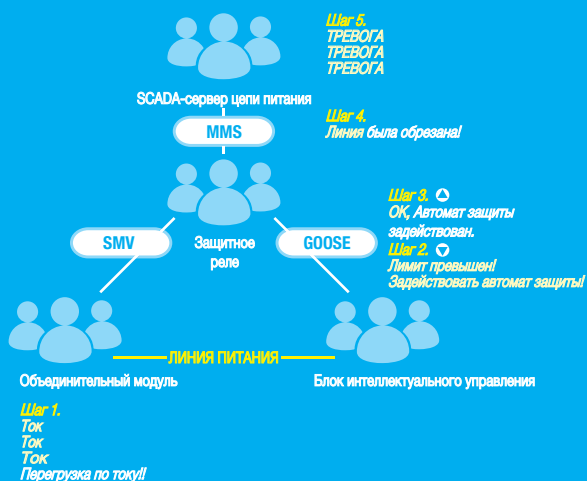 Шаг 5.
ТРЕВОГА
ТРЕВОГА
ТРЕВОГА
SCADA-сервер цепи питания
MMS
Шаг 4.
Линия была обрезана!
Шаг 3.
ОК, Автомат защиты
задействован.
Шаг 2.
Лимит превышен!
Задействовать автомат защиты!
SMV
Защитное
реле
GOOSE
ЛИНИЯ ПИТАНИЯ
Объединительный модуль
Блок интеллектуального управления
Шаг 1.
Ток
Ток
Ток
Перегрузка по току!!